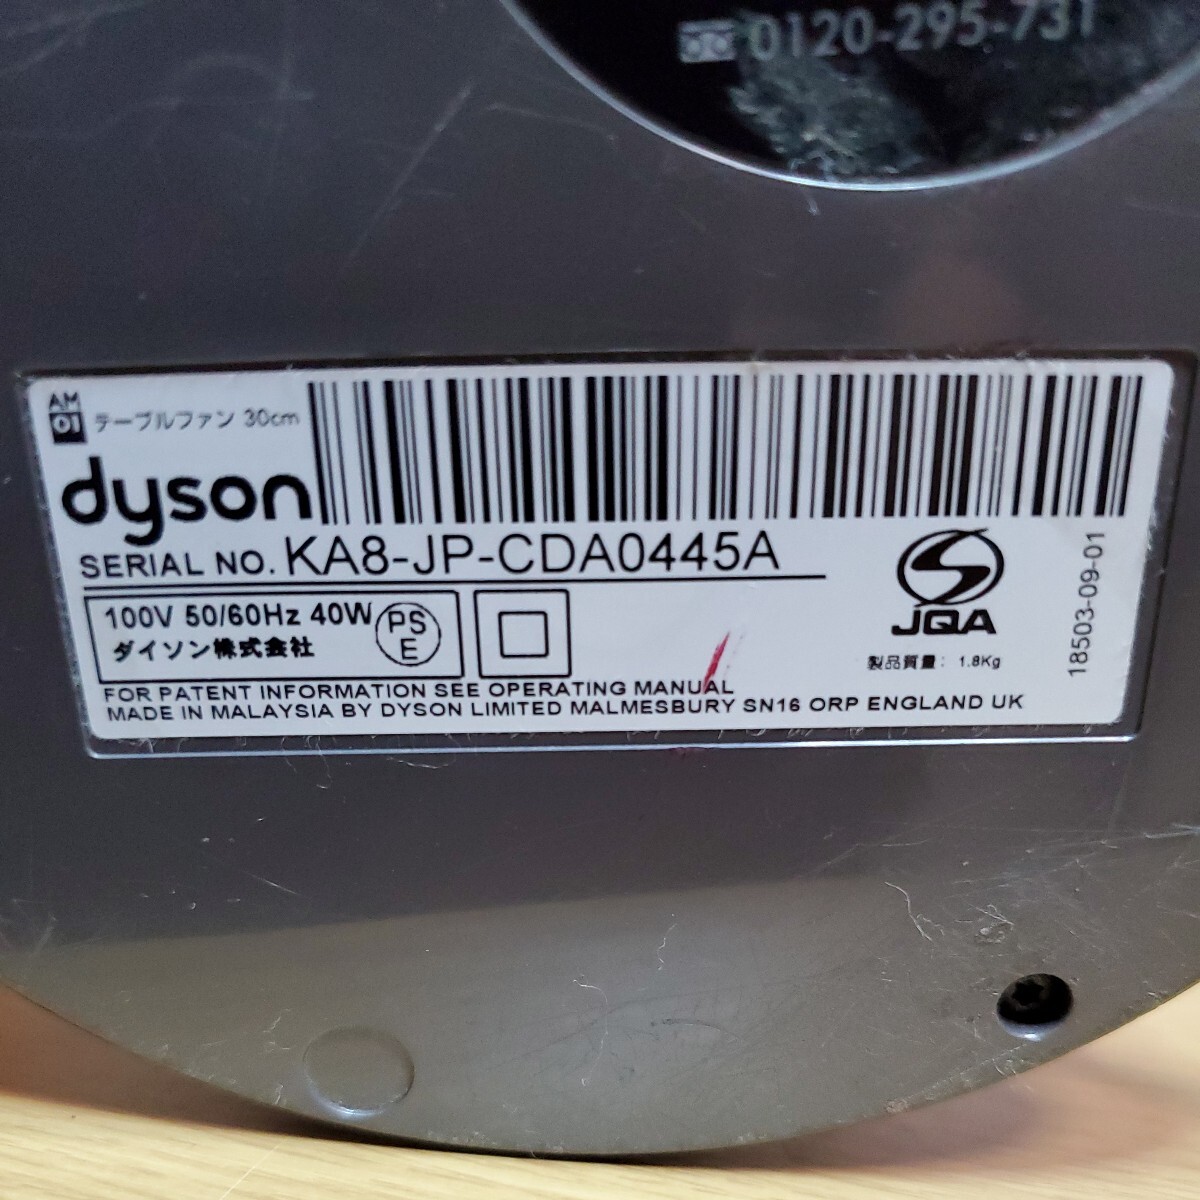 0120-295-731
AM
01
テーブルファン 30cm
dyson
SERIAL NO. KA8-JP-CDA0445A
100V 50/60Hz 40W
ダイソン株式会社
PS
E
JQA
製品質量: 1.8Kg
18503-09-01
FOR PATENT INFORMATION SEE OPERATING MANUAL
MADE IN MALAYSIA BY DYSON LIMITED MALMESBURY SN16 ORP ENGLAND UK